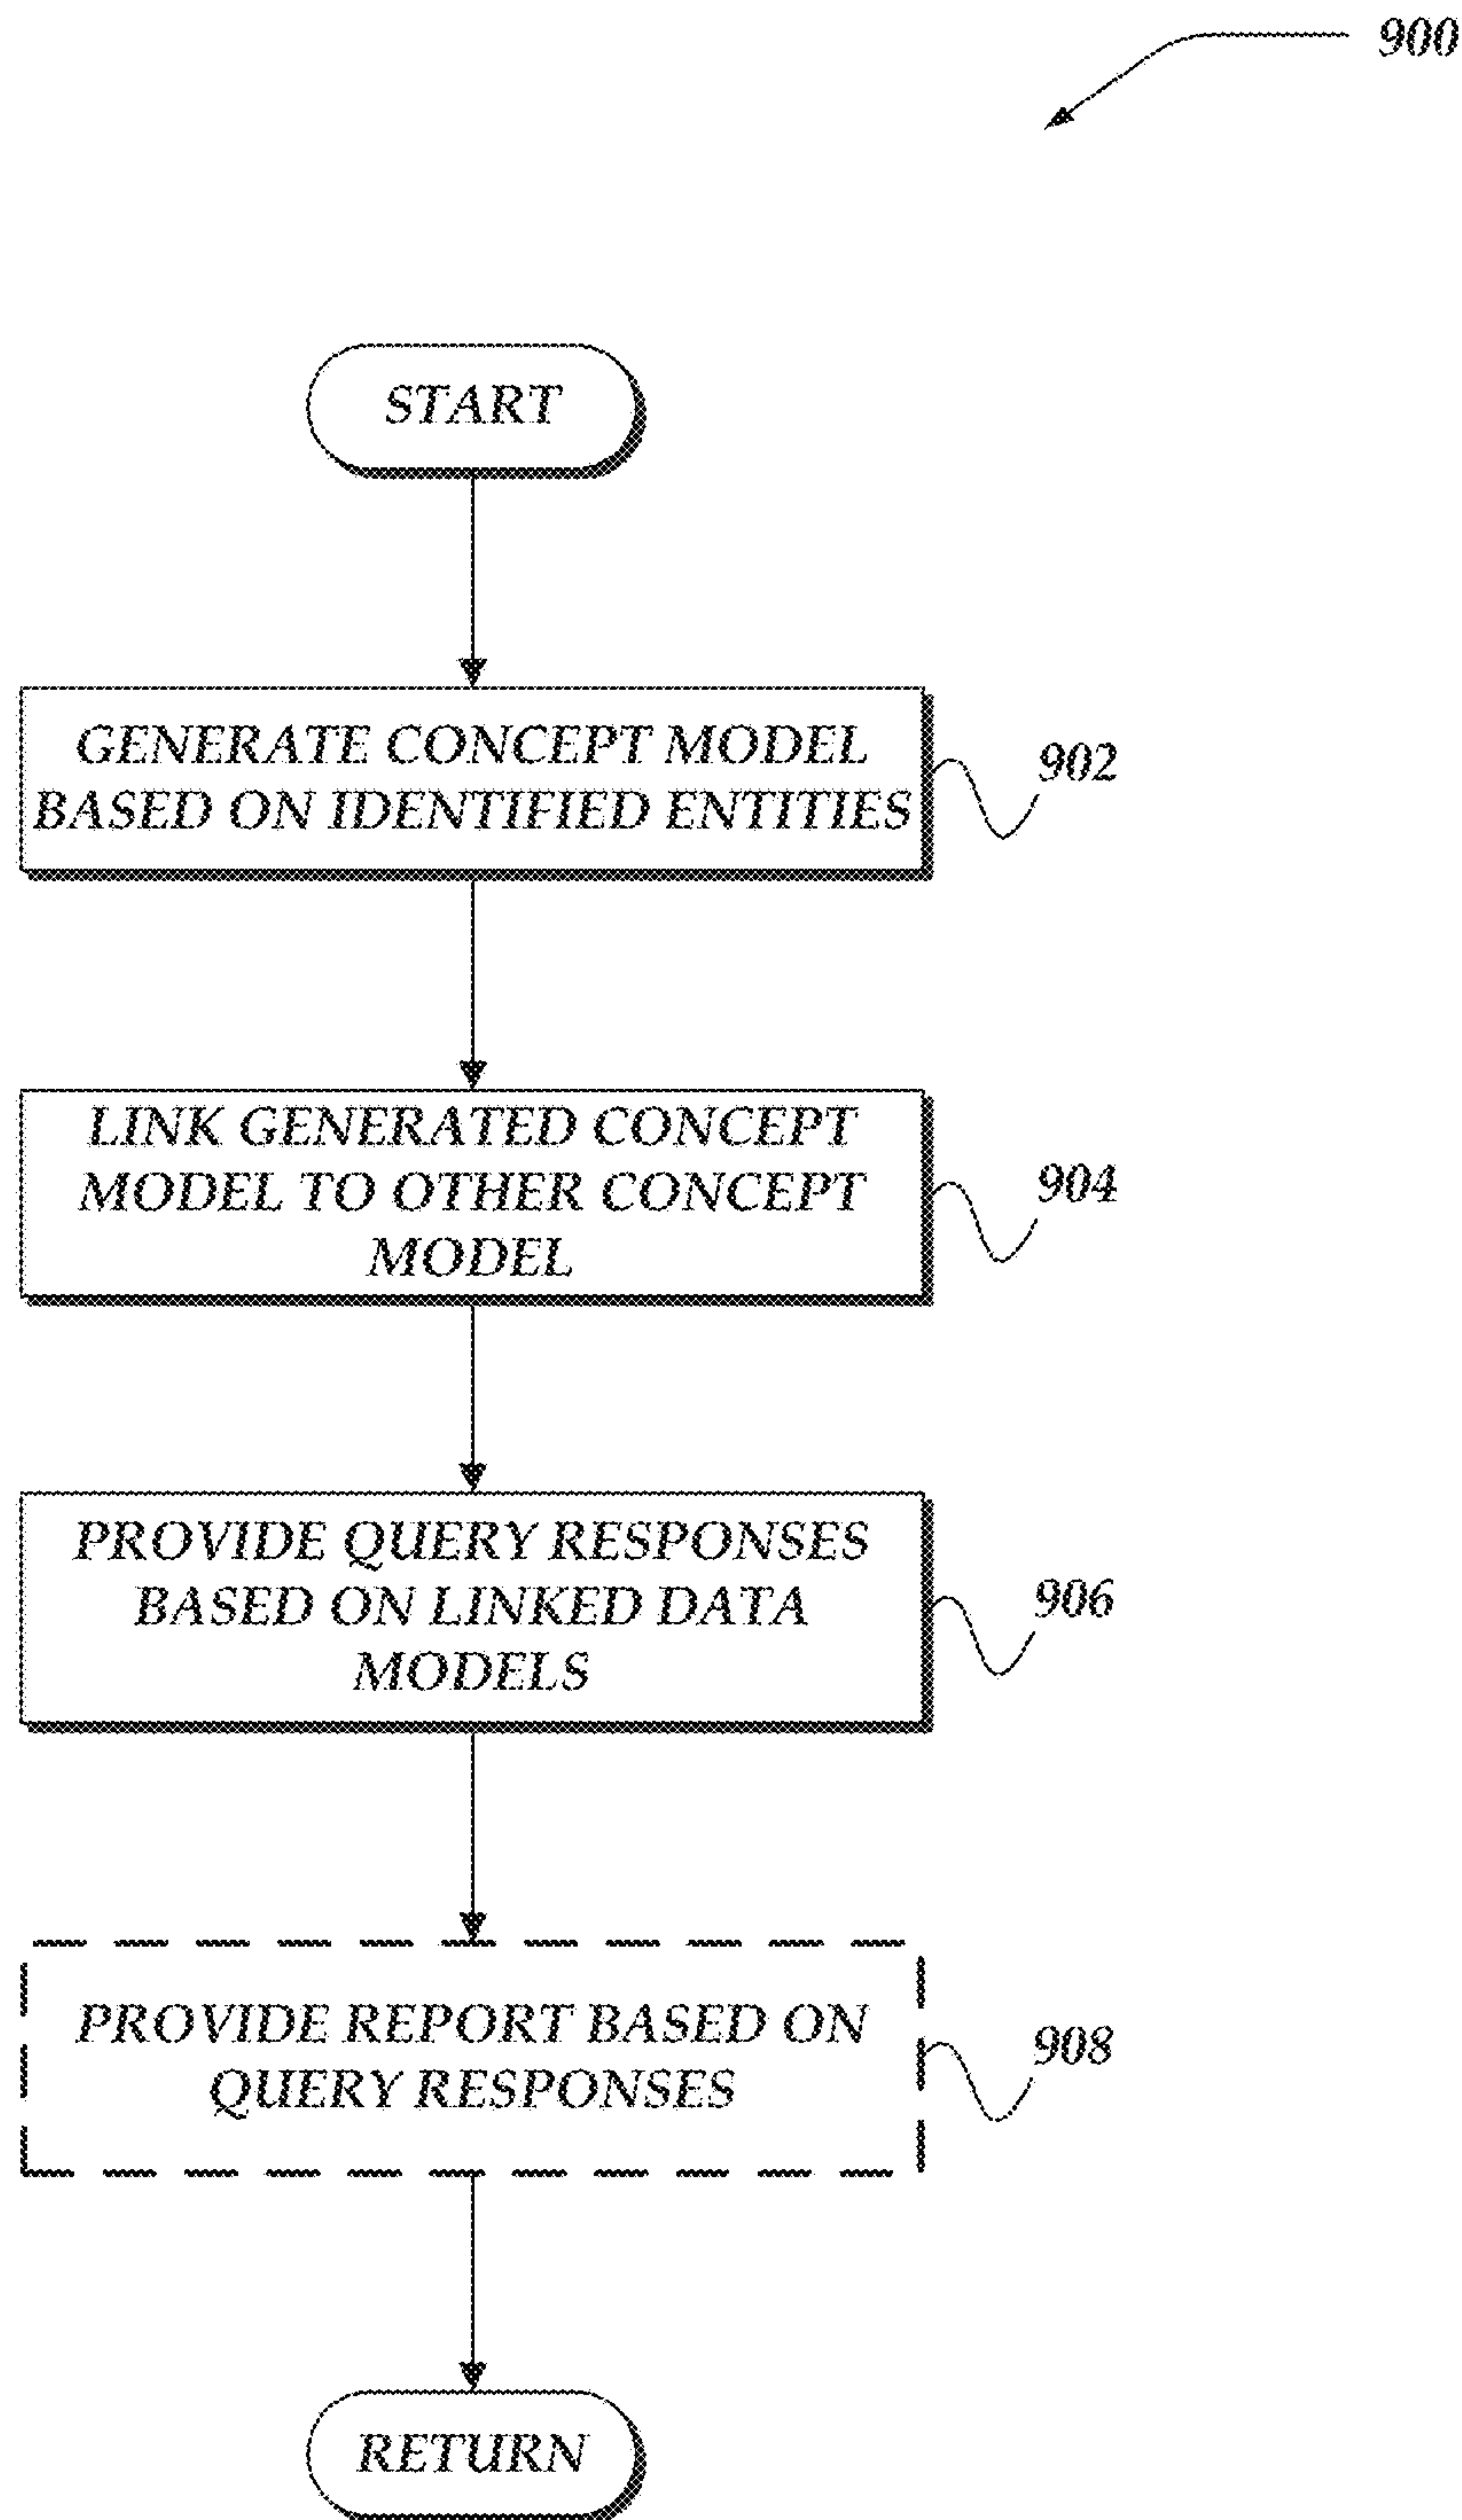 900
START
GENERATE CONCEPT MODEL
BASED ON IDENTIFIED ENTITIES
902
LINK GENERATED CONCEPT
MODEL TO OTHER CONCEPT
MODEL
904
PROVIDE QUERY RESPONSES
BASED ON LINKED DATA
MODELS
906
PROVIDE REPORT BASED ON
QUERY RESPONSES
908
RETURN